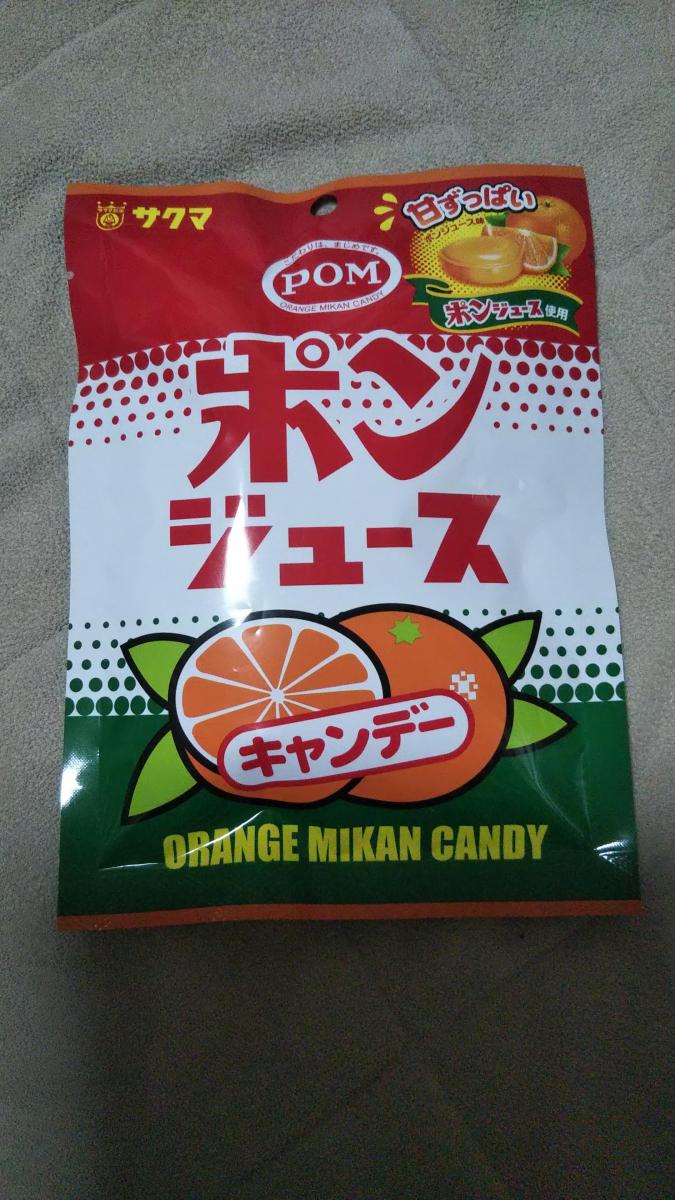 サクマ
甘ずっぱい
ポンジュース味
こだわりは、まじめです。
POM
ORANGE MIKAN CANDY
ポンジュース使用
ポン
ジュース
キャンデー
ORANGE MIKAN CANDY